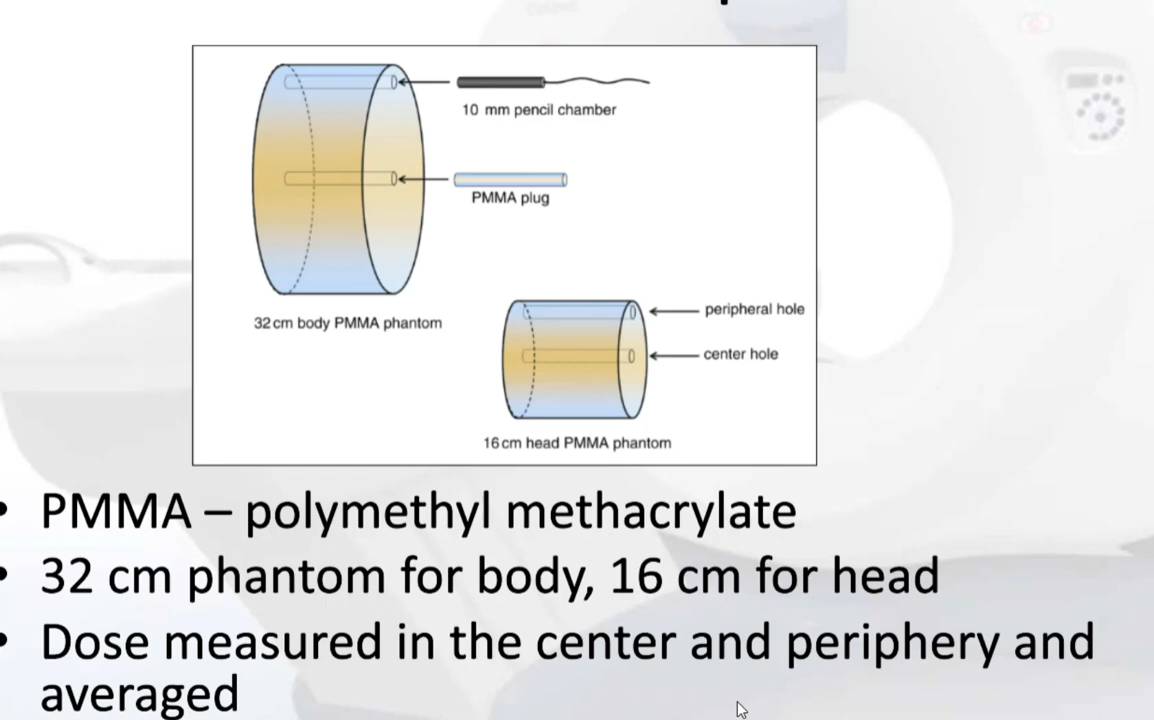 10 mm pencil chamber
PMMA plug
32 cm body PMMA phantom
peripheral hole
center hole
16 cm head PMMA phantom
• PMMA – polymethyl methacrylate
• 32 cm phantom for body, 16 cm for head
• Dose measured in the center and periphery and
averaged